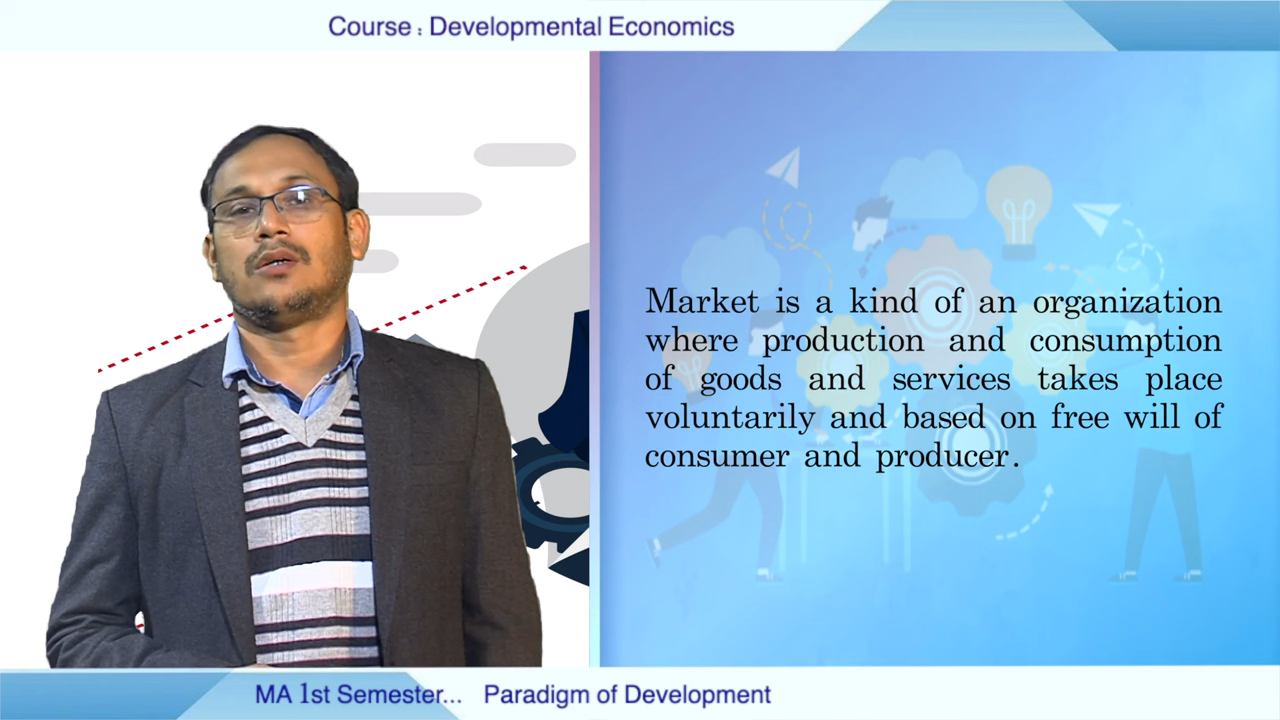 Course : Developmental Economics
Market is a kind of an organization
where production and consumption
of goods and services takes place
voluntarily and based on free will of
consumer and producer.
MA 1st Semester... Paradigm of Development